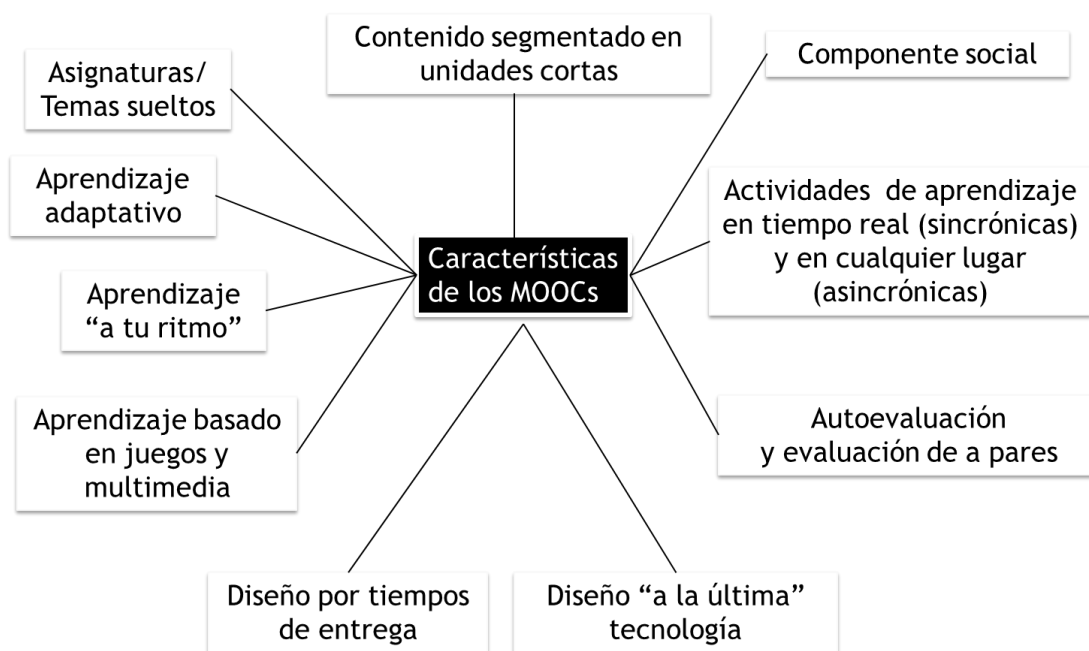 Contenido segmentado en
unidades cortas
Componente social
Asignaturas/
Temas sueltos
Aprendizaje
adaptativo
Actividades de aprendizaje
en tiempo real (sincrónicas)
y en cualquier lugar
(asincrónicas)
Características
de los MOOCs
Aprendizaje
“a tu ritmo”
Aprendizaje basado
en juegos y
multimedia
Autoevaluación
y evaluación de a pares
Diseño por tiempos
de entrega
Diseño “a la última”
tecnología